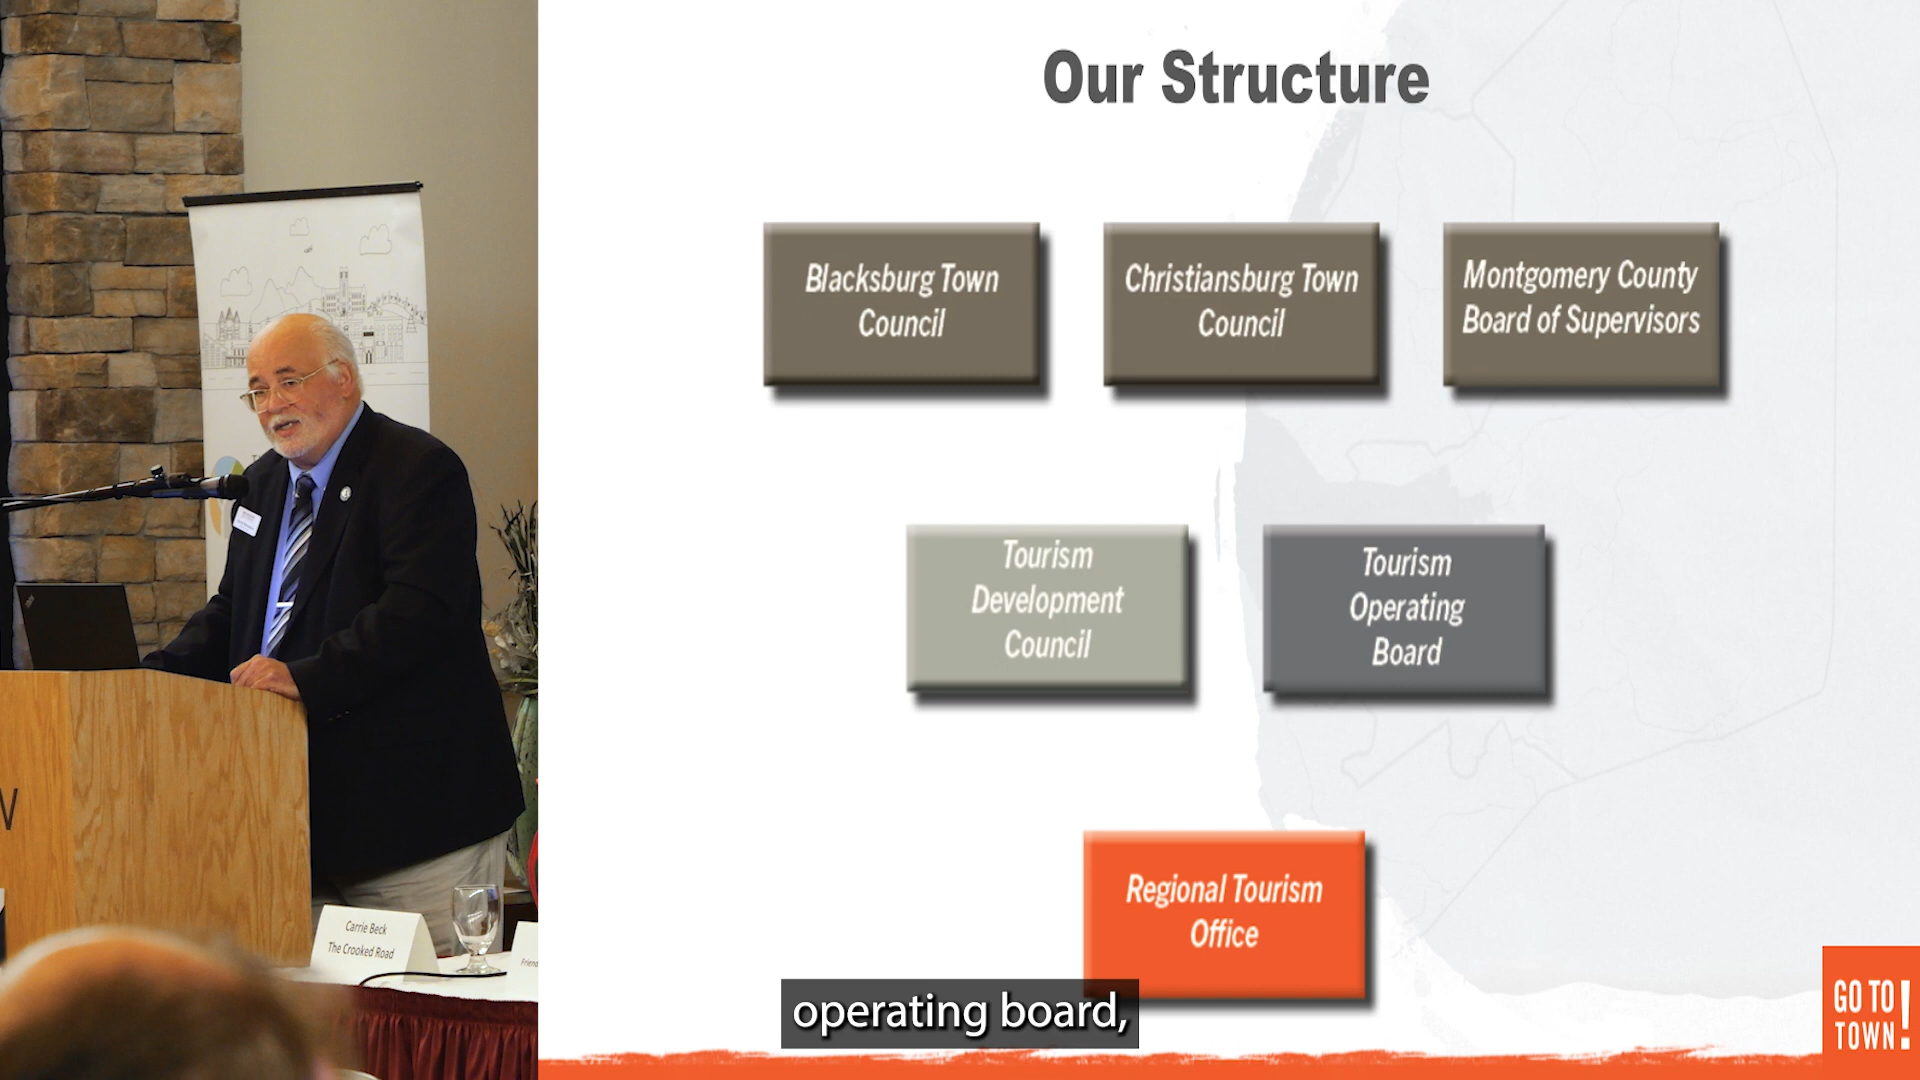 Our Structure
Blacksburg Town
Council
Christiansburg Town
Council
Montgomery County
Board of Supervisors
Tourism
Development
Council
Tourism
Operating
Board
Regional Tourism
Office
operating board,
GO TO
TOWN!
Carrie Beck
The Crooked Road